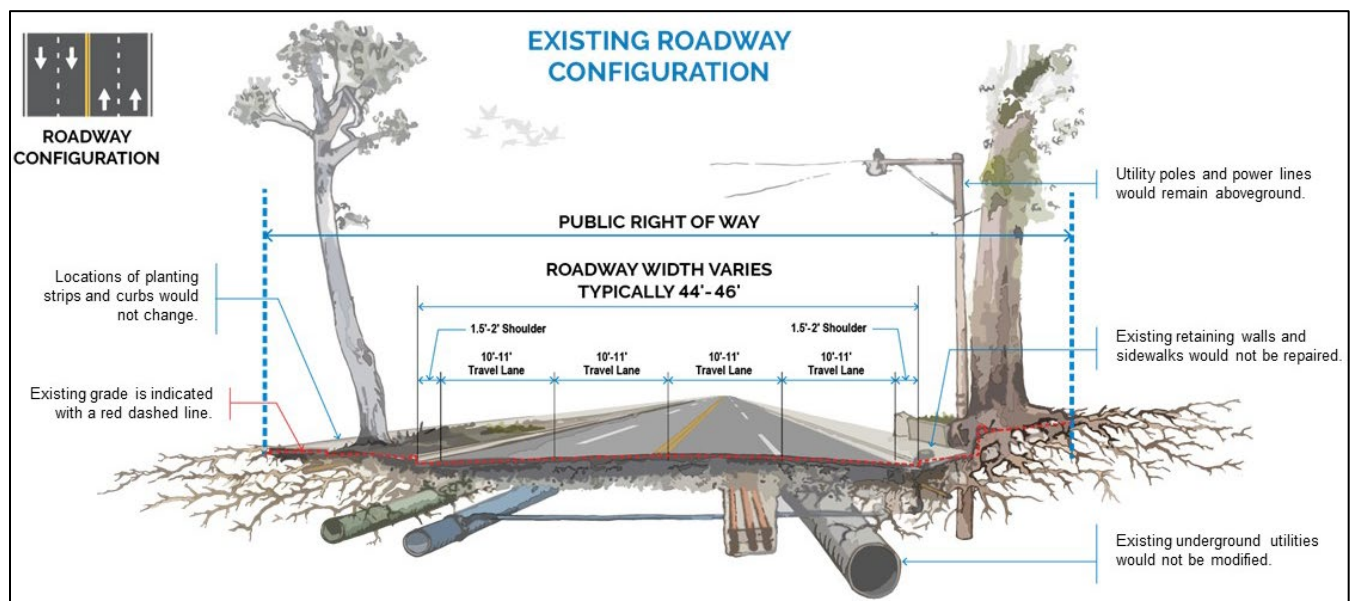 EXISTING ROADWAY
CONFIGURATION
ROADWAY
CONFIGURATION
Utility poles and power lines
would remain aboveground.
PUBLIC RIGHT OF WAY
ROADWAY WIDTH VARIES
TYPICALLY 44'-46'
Locations of planting
strips and curbs would
not change.
1.5'-2' Shoulder
1.5'-2' Shoulder
10'-11'
Travel Lane
10'-11'
Travel Lane
10'-11'
Travel Lane
10'-11'
Travel Lane
Existing retaining walls and
sidewalks would not be repaired.
Existing grade is indicated
with a red dashed line.
Existing underground utilities
would not be modified.